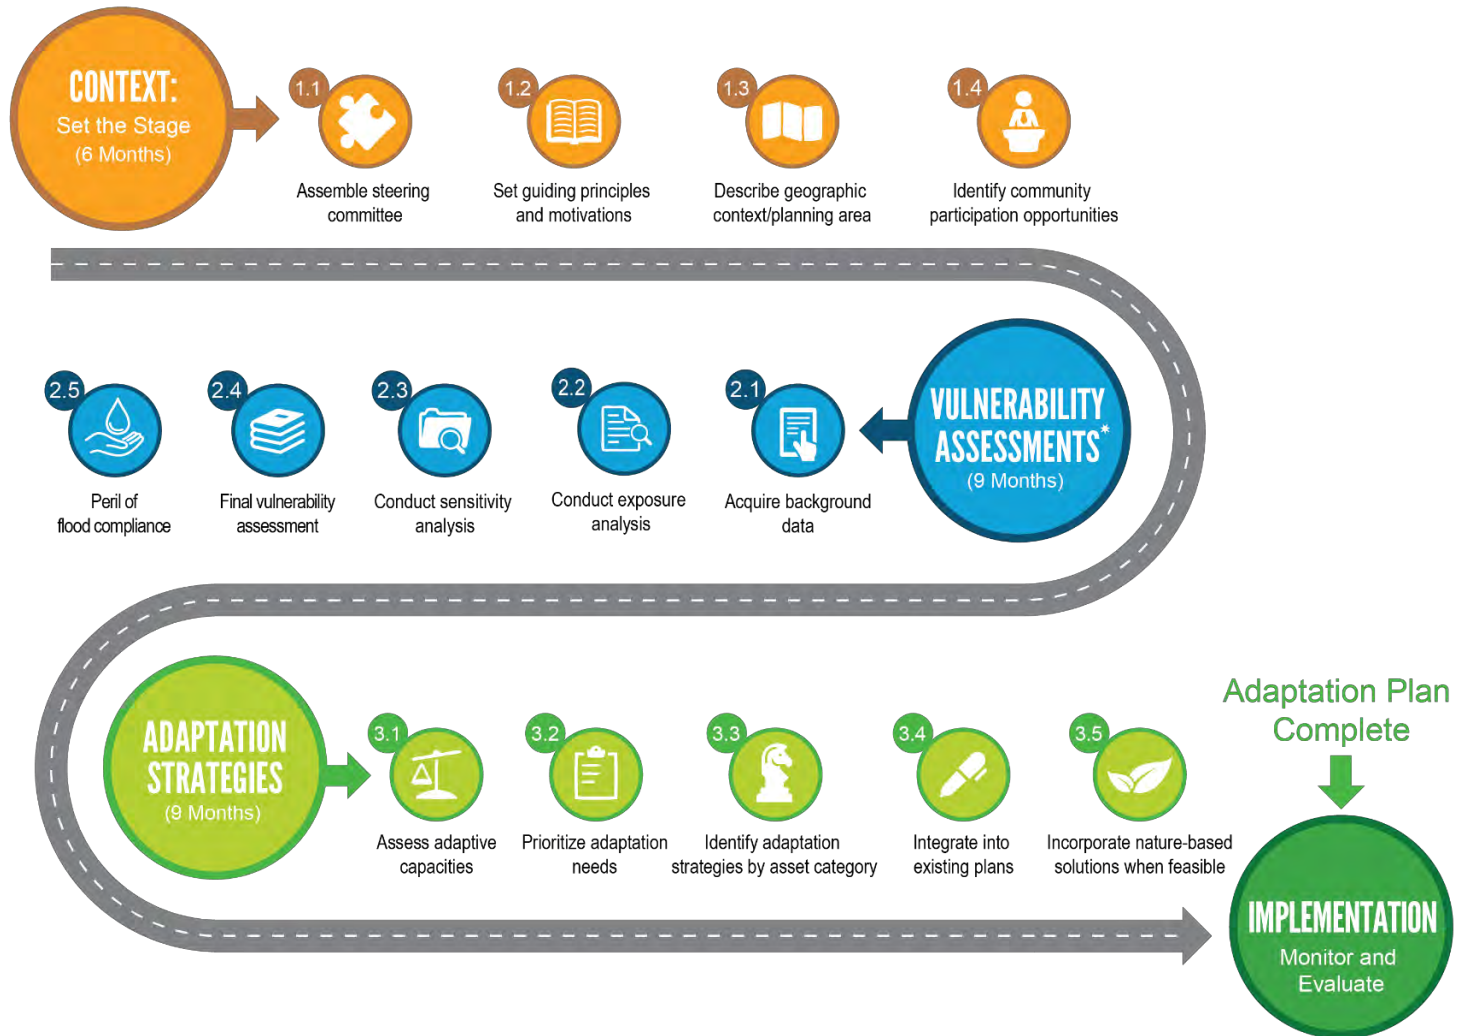 CONTEXT:
Set the Stage
(6 Months)
1.1
Assemble steering
committee
1.2
Set guiding principles
and motivations
1.3
Describe geographic
context/planning area
1.4
Identify community
participation opportunities
VULNERABILITY
ASSESSMENTS*
(9 Months)
2.1
Acquire background
data
2.2
Conduct exposure
analysis
2.3
Conduct sensitivity
analysis
2.4
Final vulnerability
assessment
2.5
Peril of
flood compliance
ADAPTATION
STRATEGIES
(9 Months)
3.1
Assess adaptive
capacities
3.2
Prioritize adaptation
needs
3.3
Identify adaptation
strategies by asset category
3.4
Integrate into
existing plans
3.5
Incorporate nature-based
solutions when feasible
Adaptation Plan
Complete
IMPLEMENTATION
Monitor and
Evaluate